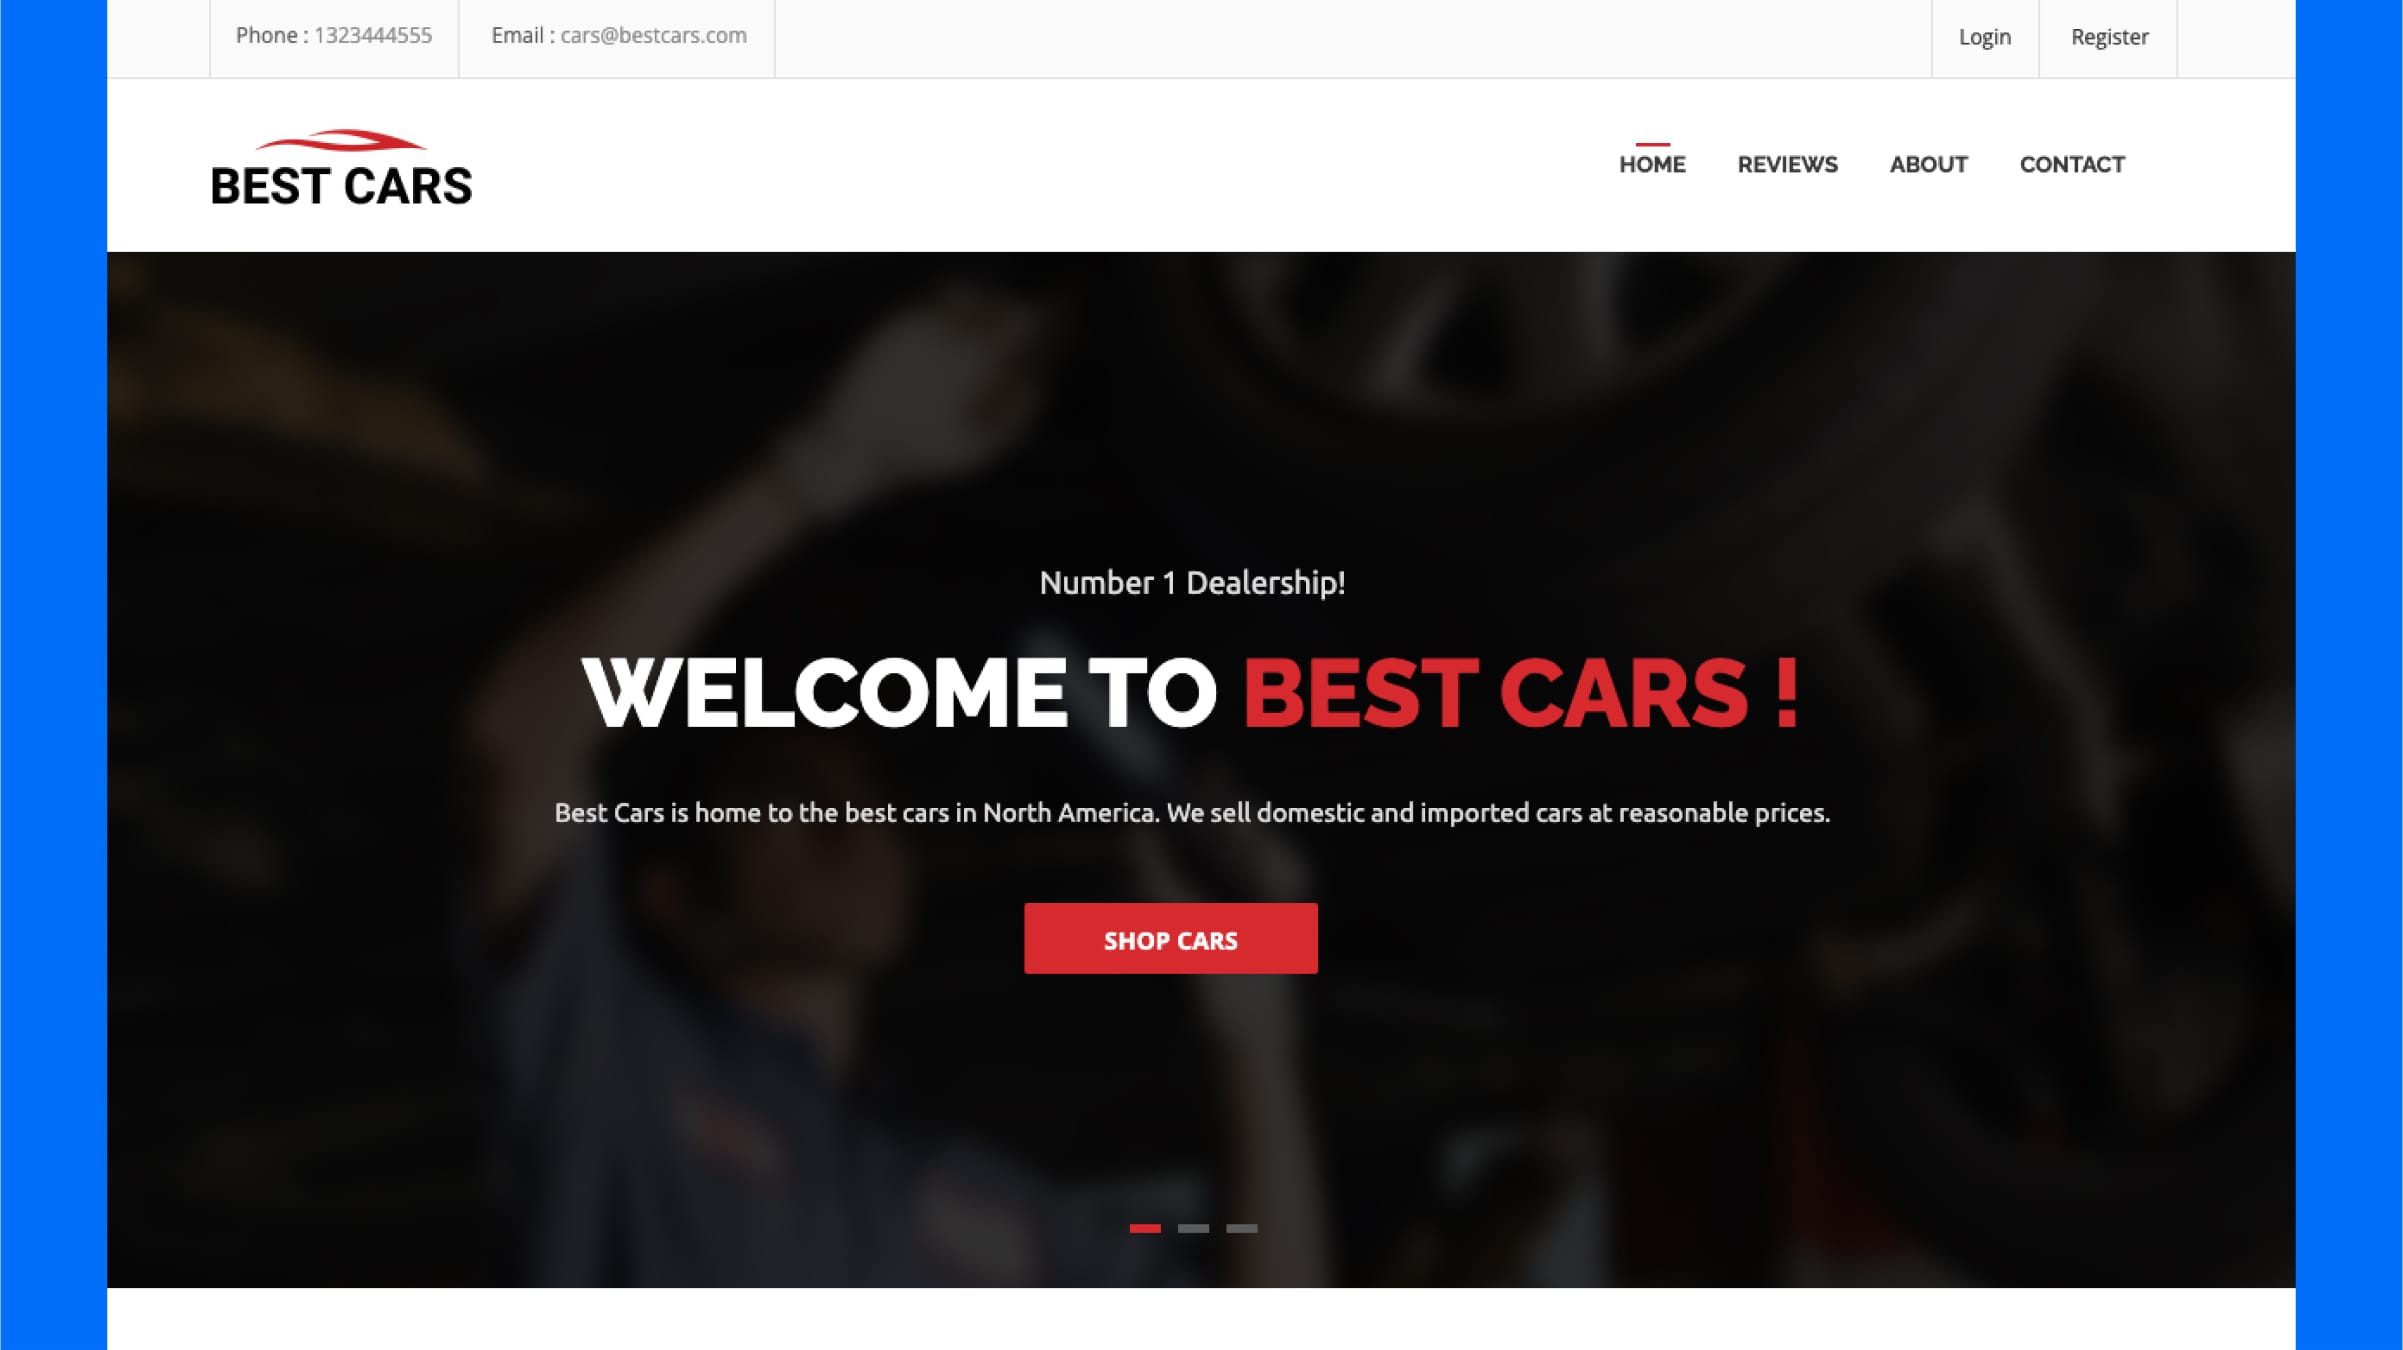 Phone : 1323444555
Email : cars@bestcars.com
Login
Register
BEST CARS
HOME
REVIEWS
ABOUT
CONTACT
Number 1 Dealership!
WELCOME TO BEST CARS !
Best Cars is home to the best cars in North America. We sell domestic and imported cars at reasonable prices.
SHOP CARS